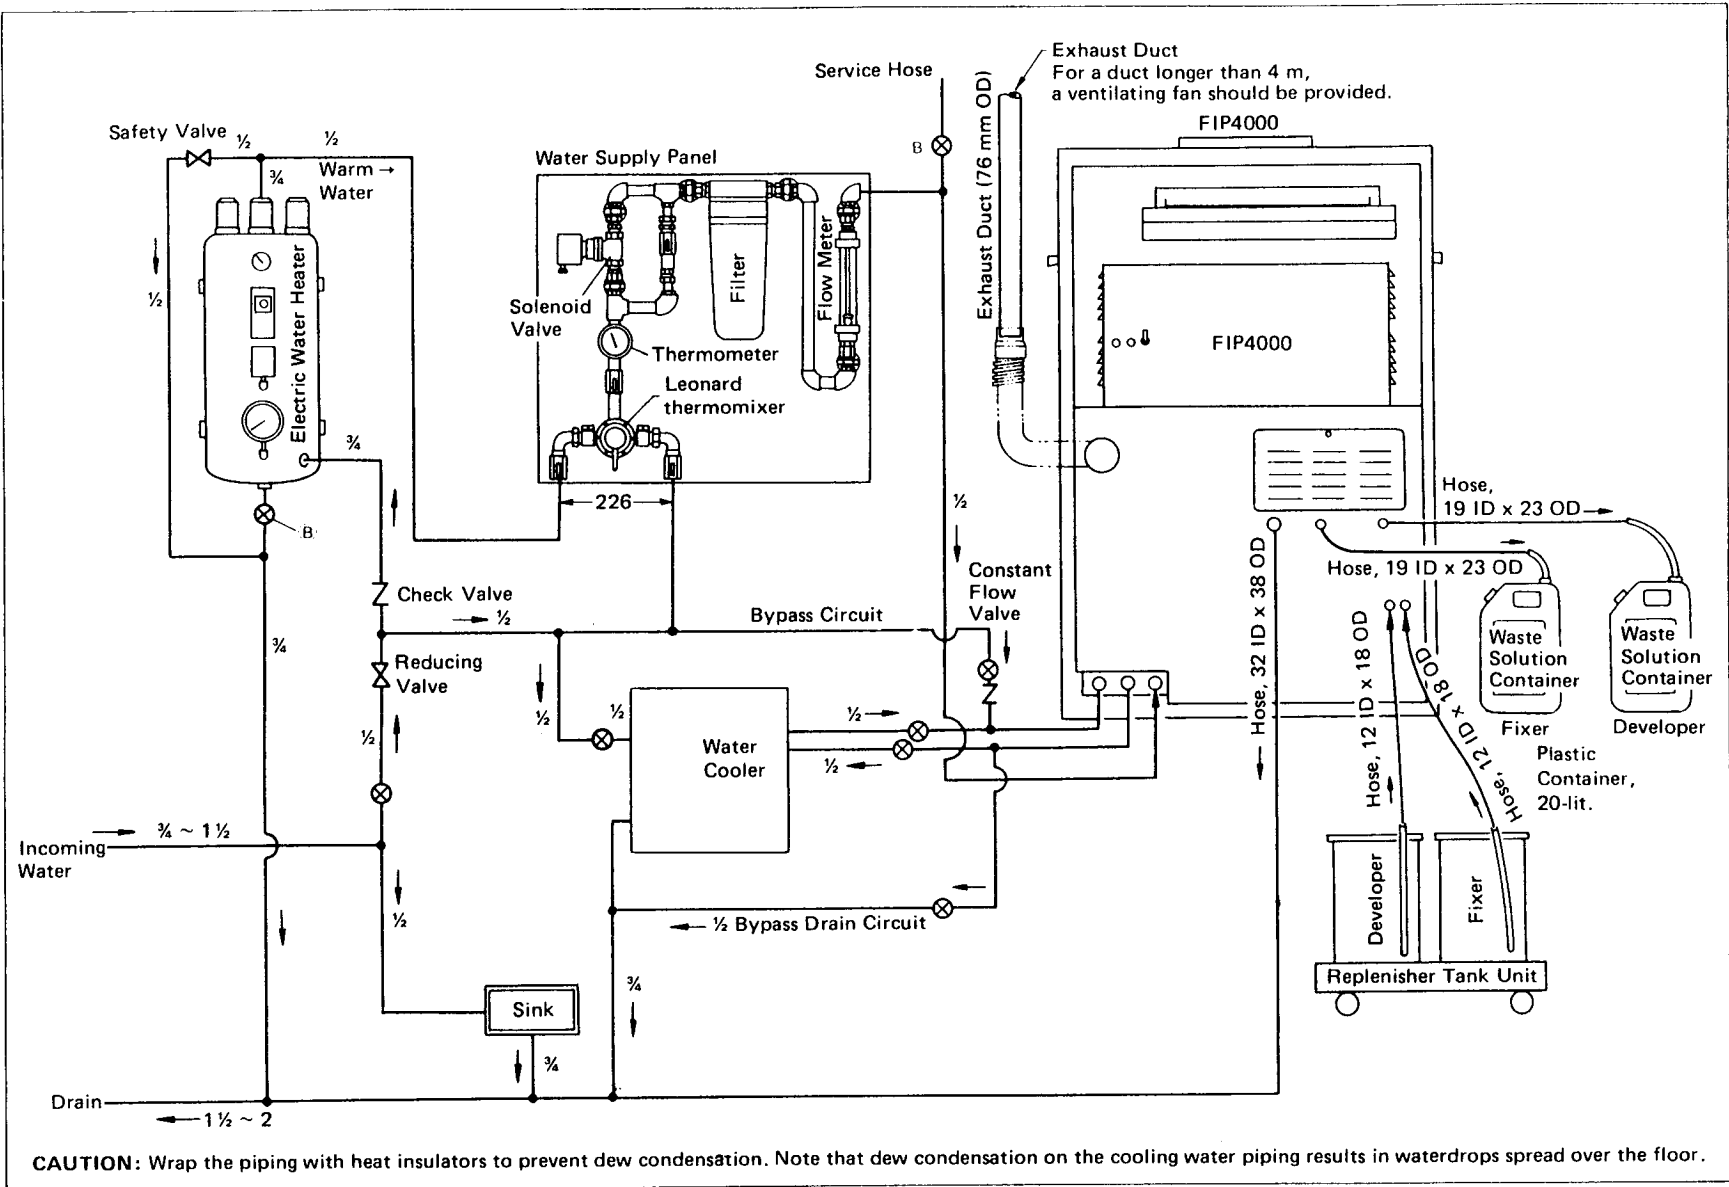 Exhaust Duct
For a duct longer than 4 m,
a ventilating fan should be provided.
Service Hose
Exhaust Duct (76 mm OD)
FIP4000
Safety Valve
½
½
¾
Warm →
Water
B
Water Supply Panel
½
Electric Water Heater
Solenoid
Valve
Filter
Flow Meter
Thermometer
Leonard
thermomixer
FIP4000
¾
226
B
½
Hose,
19 ID x 23 OD
Hose, 19 ID x 23 OD
Hose, 32 ID x 38 OD
Check Valve
½
Bypass Circuit
Constant
Flow
Valve
¾
Reducing
Valve
½
½
½
Water
Cooler
½
½
Hose, 12 ID x 18 OD
Hose, 12 ID x 18 OD
Waste
Solution
Container
Fixer
Waste
Solution
Container
Developer
Plastic
Container,
20-lit.
Incoming
Water
¾ ~ 1½
½
½ Bypass Drain Circuit
Developer
Fixer
Replenisher Tank Unit
¾
Sink
¾
Drain
1½ ~ 2
CAUTION: Wrap the piping with heat insulators to prevent dew condensation. Note that dew condensation on the cooling water piping results in waterdrops spread over the floor.